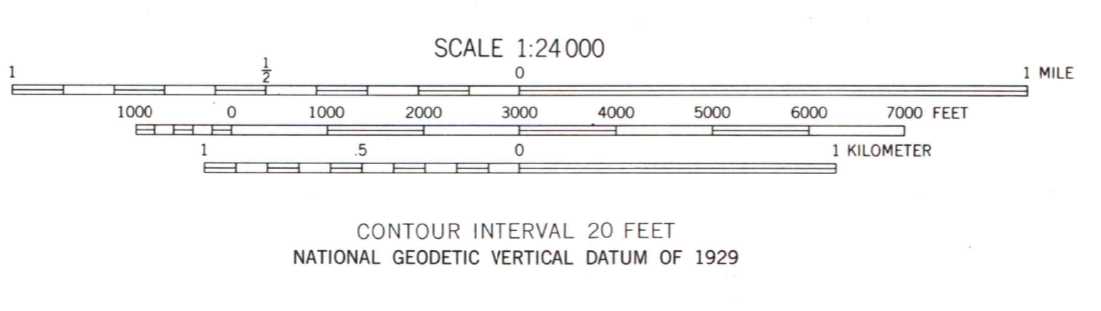 SCALE 1:24 000
1 ½ 0 1 MILE
1000 0 1000 2000 3000 4000 5000 6000 7000 FEET
1 .5 0 1 KILOMETER
CONTOUR INTERVAL 20 FEET
NATIONAL GEODETIC VERTICAL DATUM OF 1929